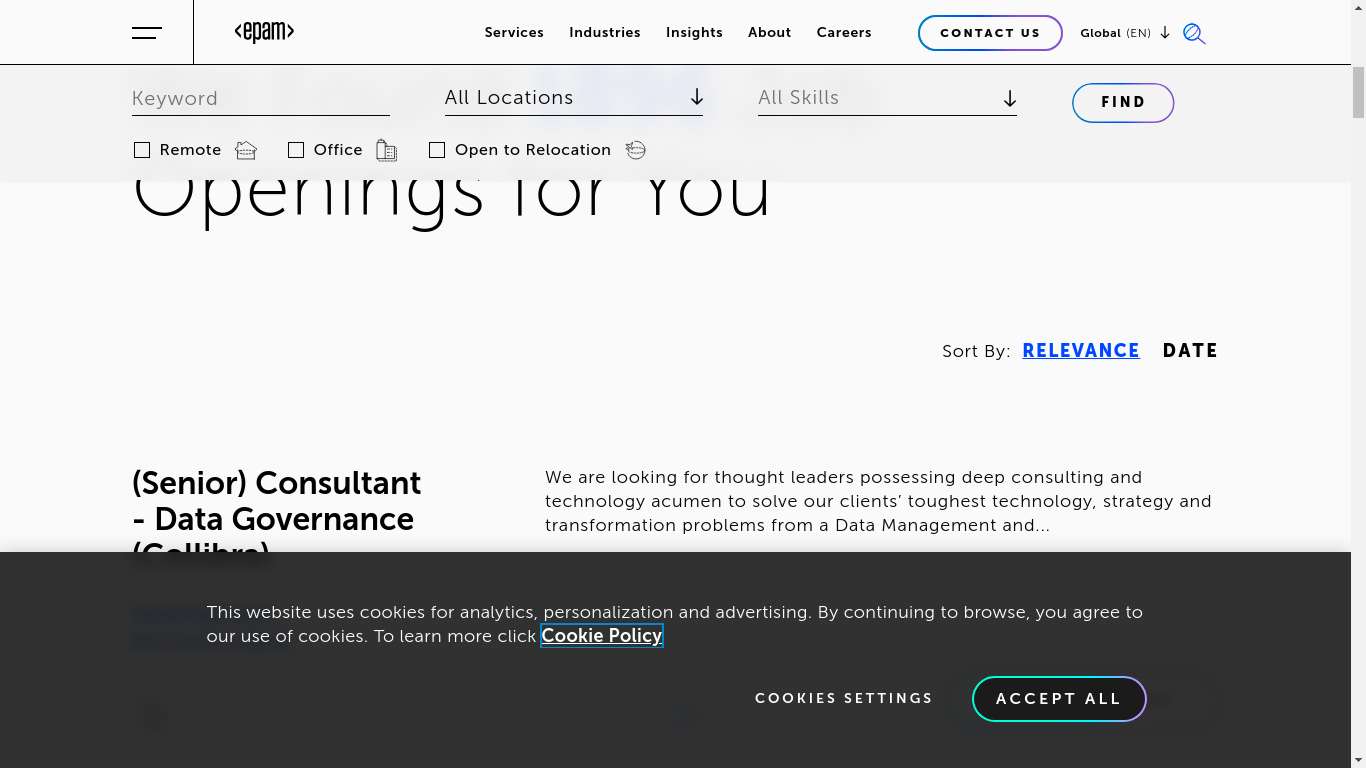 <epam>
Services Industries Insights About Careers CONTACT US Global (EN)
Keyword All Locations All Skills FIND
Remote Office Open to Relocation
Openings for You
Sort By: RELEVANCE DATE
(Senior) Consultant
- Data Governance
(Collibra)
We are looking for thought leaders possessing deep consulting and
technology acumen to solve our clients’ toughest technology, strategy and
transformation problems from a Data Management and...
This website uses cookies for analytics, personalization and advertising. By continuing to browse, you agree to
our use of cookies. To learn more click Cookie Policy
COOKIES SETTINGS ACCEPT ALL